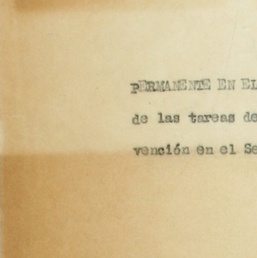 PERMANENTE EN EL
de las tareas de
vención en el Se